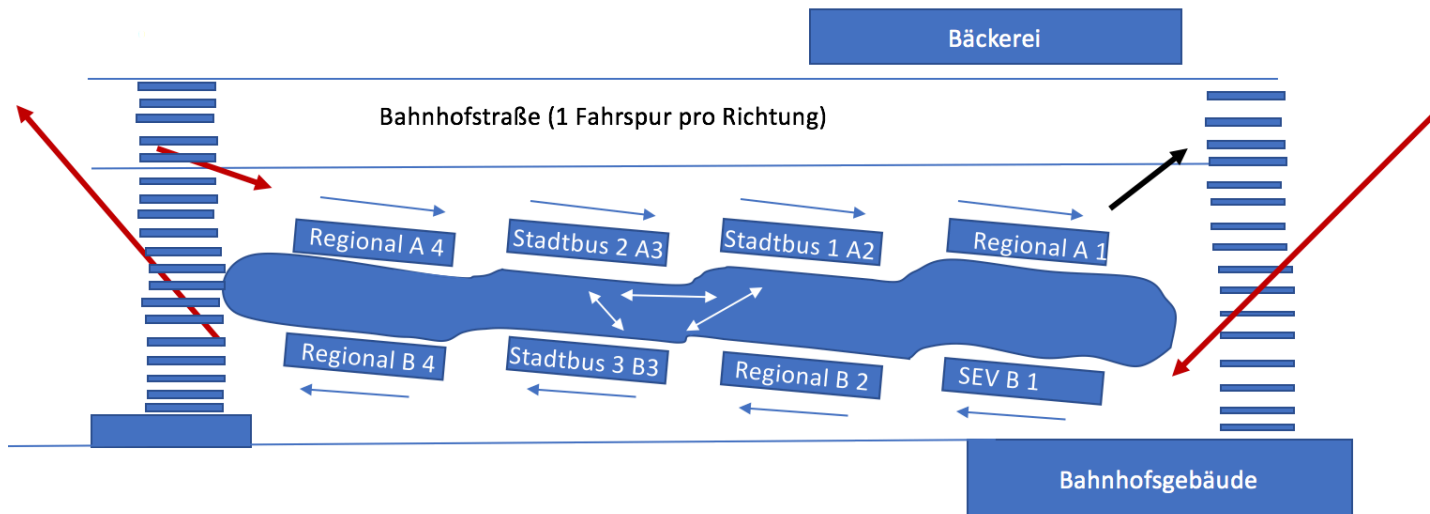 Bäckerei
Bahnhofstraße (1 Fahrspur pro Richtung)
Regional A 4
Stadtbus 2 A3
Stadtbus 1 A2
Regional A 1
Regional B 4
Stadtbus 3 B3
Regional B 2
SEV B 1
Bahnhofsgebäude